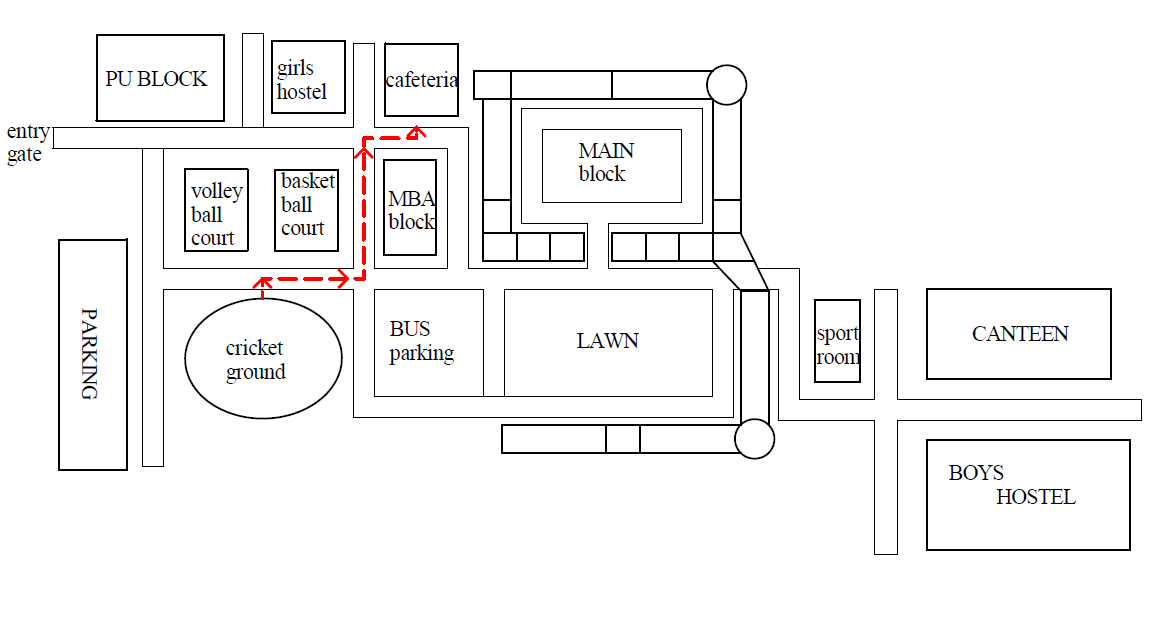 PU BLOCK
girls
hostel
cafeteria
entry
gate
MAIN
block
volley
ball
court
basket
ball
court
MBA
block
PARKING
cricket
ground
BUS
parking
LAWN
sport
room
CANTEEN
BOYS
HOSTEL